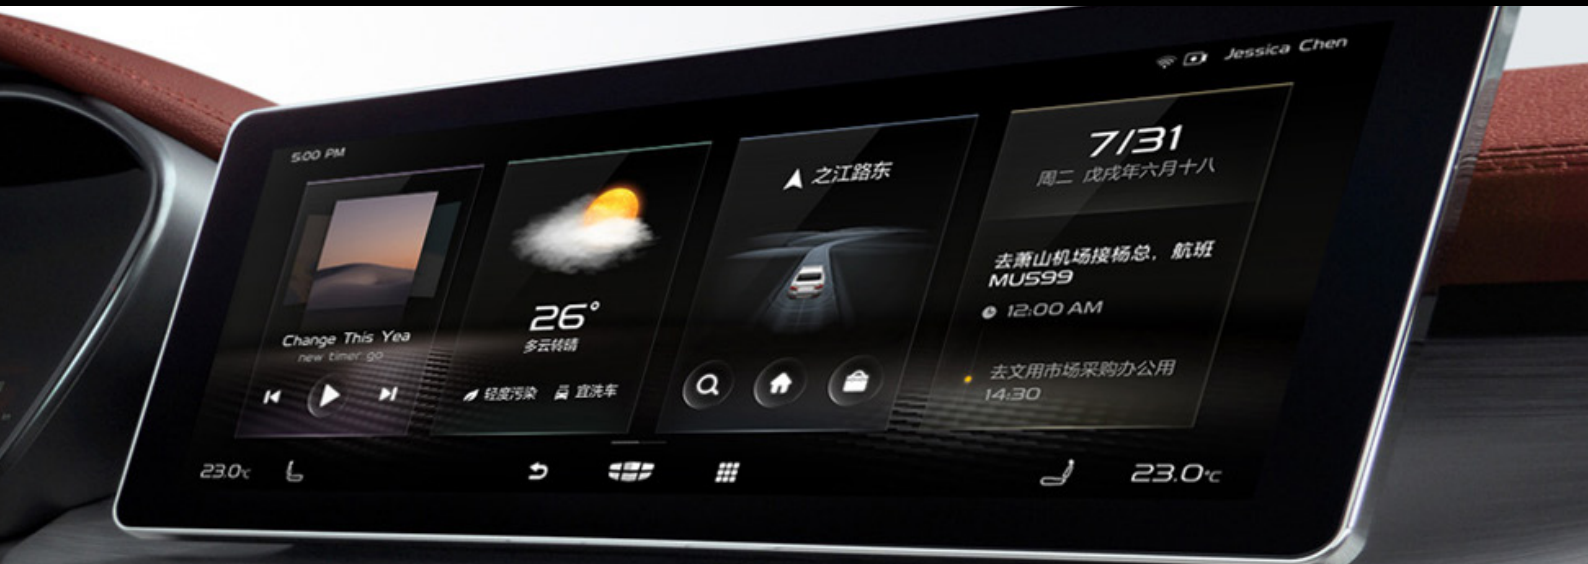 Jessica Chen
5:00 PM
Change This Yea
new timer go
26°
多云转晴
轻度污染 宜洗车
之江路东
7/31
周二 戊戌年六月十八
去萧山机场接杨总，航班
MU599
12:00 AM
去文用市场采购办公用
14:30
23.0℃
23.0℃